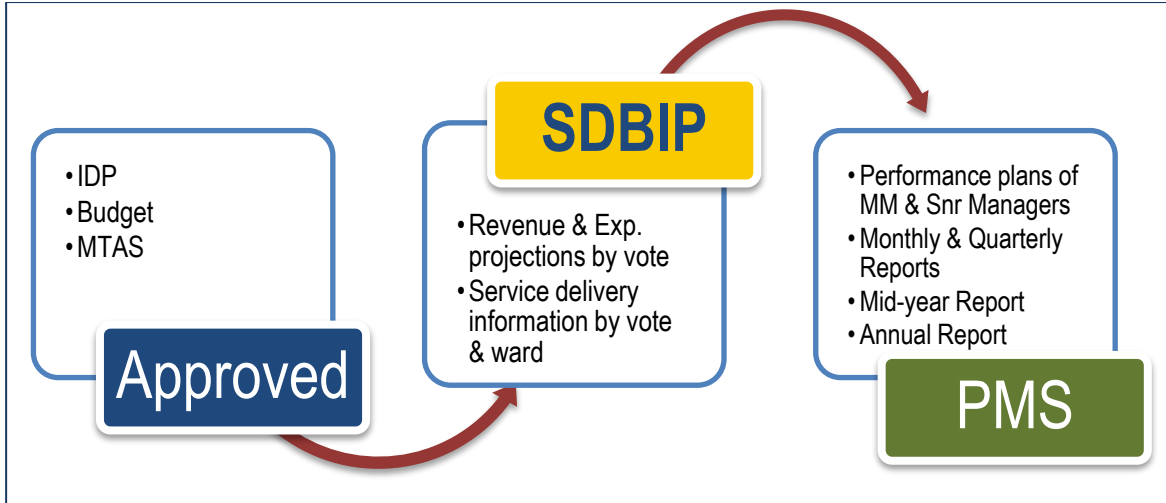 • IDP
• Budget
• MTAS
Approved
SDBIP
• Revenue & Exp.
projections by vote
• Service delivery
information by vote
& ward
• Performance plans of
MM & Snr Managers
• Monthly & Quarterly
Reports
• Mid-year Report
• Annual Report
PMS